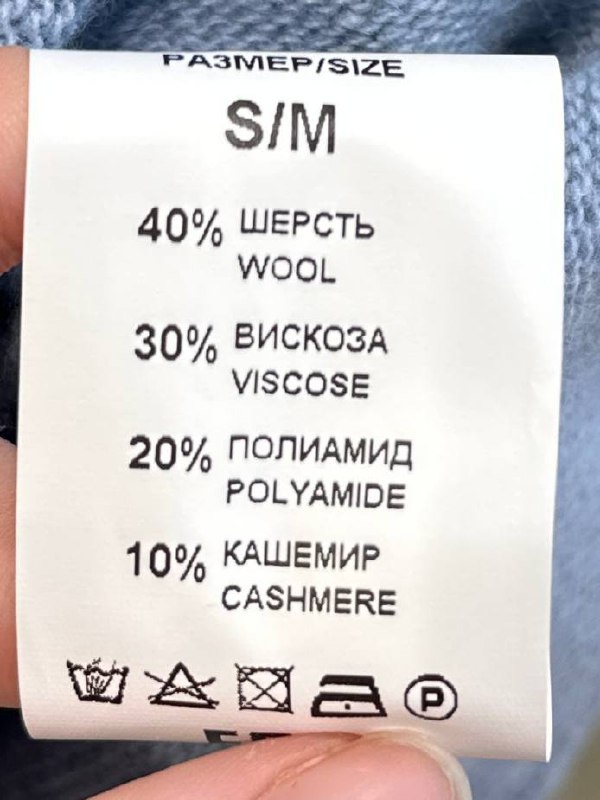 РАЗМЕР/SIZE
S/M
40% ШЕРСТЬ
WOOL
30% ВИСКОЗА
VISCOSE
20% ПОЛИАМИД
POLYAMIDE
10% КАШЕМИР
CASHMERE
P